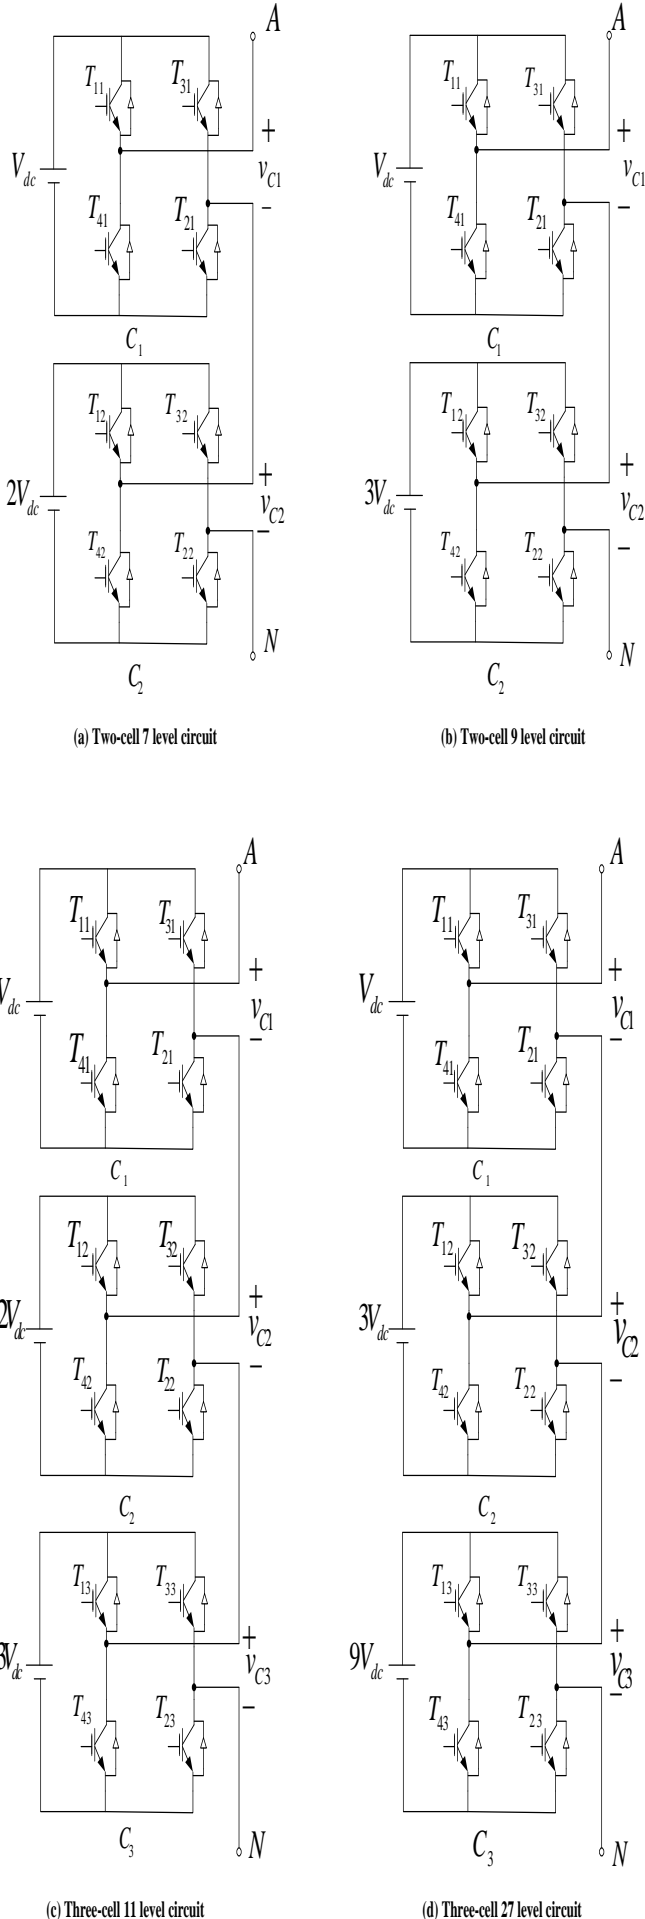 A
T11
T31
+
Vdc
vC1
T41
T21
−
C1
T12
T32
+
2Vdc
vC2
−
T42
T22
N
C2
(a) Two-cell 7 level circuit
A
T11
T31
+
Vdc
vC1
T41
T21
−
C1
T12
T32
+
3Vdc
vC2
−
T42
T22
N
C2
(b) Two-cell 9 level circuit
A
T11
T31
+
Vdc
vC1
−
T41
T21
C1
T12
T32
+
2Vdc
vC2
−
T42
T22
C2
T13
T33
+
3Vdc
vC3
−
T43
T23
C3
N
(c) Three-cell 11 level circuit
A
T11
T31
+
Vdc
vC1
−
T41
T21
C1
T12
T32
+
3Vdc
vC2
−
T42
T22
C2
T13
T33
+
9Vdc
vC3
−
T43
T23
C3
N
(d) Three-cell 27 level circuit